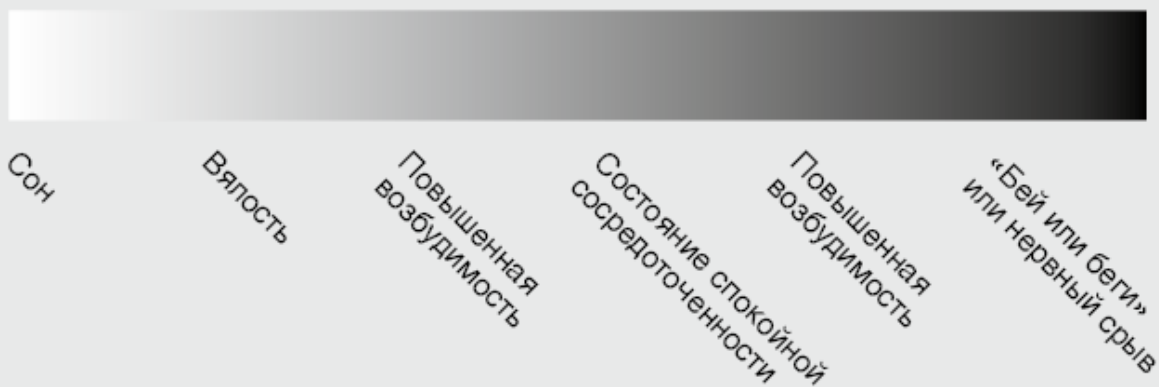 Сон
Вялость
Повышенная
возбудимость
Состояние спокойной
сосредоточенности
Повышенная
возбудимость
«Бей или беги»
или нервный срыв